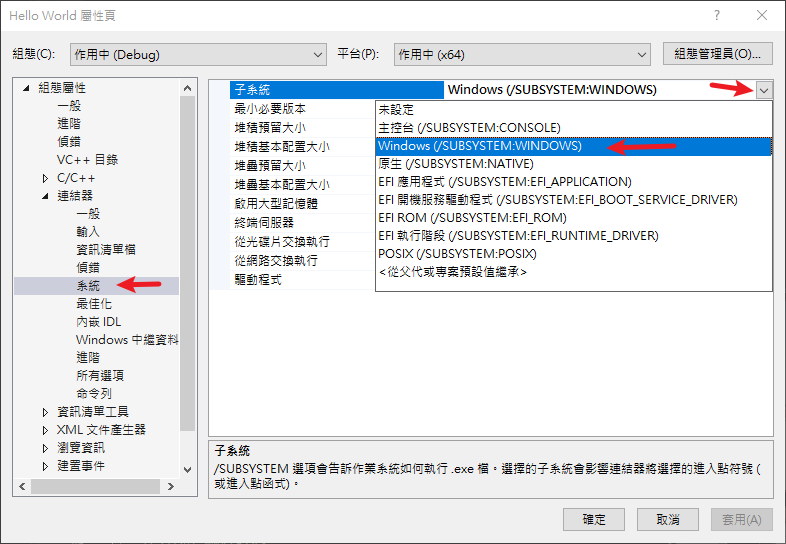 Hello World 屬性頁
組態(C):
作用中 (Debug)
平台(P):
作用中 (x64)
組態管理員(O)...
組態屬性
一般
進階
偵錯
VC++ 目錄
C/C++
連結器
一般
輸入
資訊清單檔
偵錯
系統
最佳化
內嵌 IDL
Windows 中繼資料
進階
所有選項
命令列
資訊清單工具
XML 文件產生器
瀏覽資訊
建置事件
子系統
Windows (/SUBSYSTEM:WINDOWS)
最小必要版本
堆積預留大小
堆積基本配置大小
堆疊預留大小
堆疊基本配置大小
啟用大型記憶體
終端伺服器
從光碟片交換執行
從網路交換執行
驅動程式
未設定
主控台 (/SUBSYSTEM:CONSOLE)
Windows (/SUBSYSTEM:WINDOWS)
原生 (/SUBSYSTEM:NATIVE)
EFI 應用程式 (/SUBSYSTEM:EFI_APPLICATION)
EFI 開機服務驅動程式 (/SUBSYSTEM:EFI_BOOT_SERVICE_DRIVER)
EFI ROM (/SUBSYSTEM:EFI_ROM)
EFI 執行階段 (/SUBSYSTEM:EFI_RUNTIME_DRIVER)
POSIX (/SUBSYSTEM:POSIX)
<從父代或專案預設值繼承>
子系統
/SUBSYSTEM 選項會告訴作業系統如何執行 .exe 檔。選擇的子系統會影響連結器將選擇的進入點符號 (
或進入點函式)。
確定
取消
套用(A)